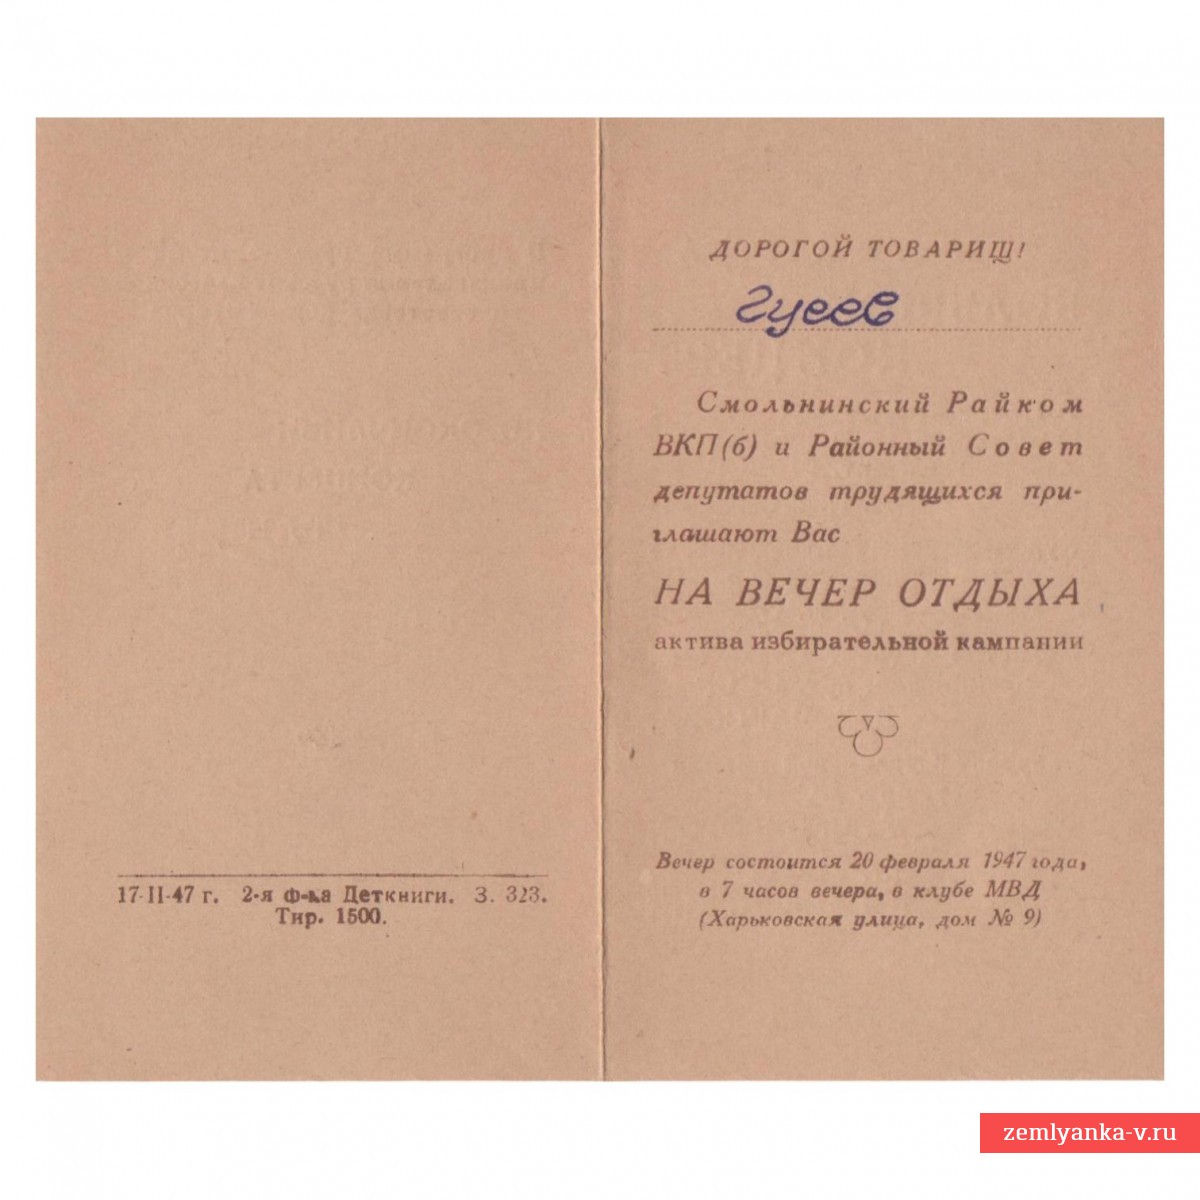 17-II-47 г. 2-я ф-ка Деткниги. З. 323.
Тир. 1500.
ДОРОГОЙ ТОВАРИЩ!
Гусев
Смольнинский Райком
ВКП(б) и Районный Совет
депутатов трудящихся при-
глашают Вас
НА ВЕЧЕР ОТДЫХА
актива избирательной кампании
Вечер состоится 20 февраля 1947 года,
в 7 часов вечера, в клубе МВД
(Харьковская улица, дом № 9)
zemlyanka-v.ru